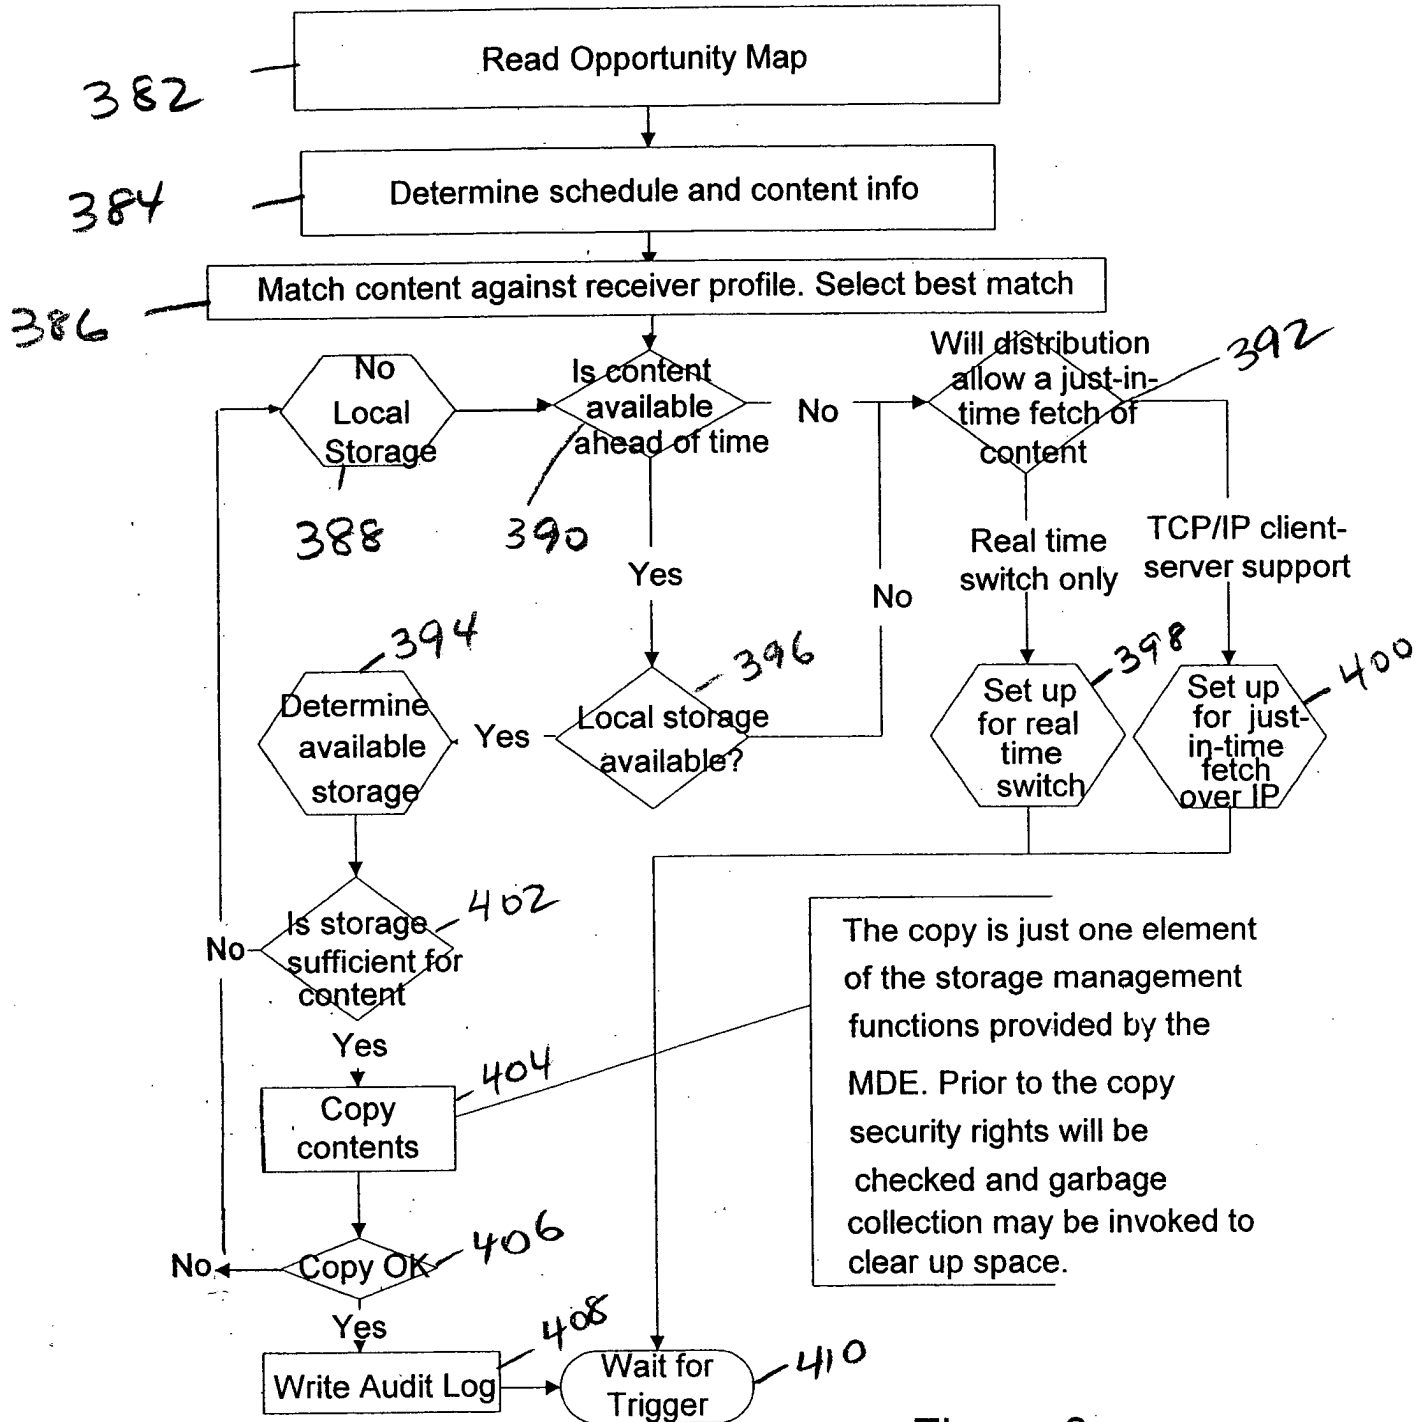 Read Opportunity Map
382
Determine schedule and content info
384
Match content against receiver profile. Select best match
386
No
Local
Storage
388
Is content
available
ahead of time
390
No
Will distribution
allow a just-in-
time fetch of
content
392
Yes
No
Real time
switch only
TCP/IP client-
server support
394
Determine
available
storage
Yes
396
Local storage
available?
398
Set up
for real
time
switch
400
Set up
for just-
in-time
fetch
over IP
402
Is storage
sufficient for
content
No
Yes
404
Copy
contents
The copy is just one element
of the storage management
functions provided by the
MDE. Prior to the copy
security rights will be
checked and garbage
collection may be invoked to
clear up space.
406
Copy OK
No
Yes
408
Write Audit Log
Wait for
Trigger
410